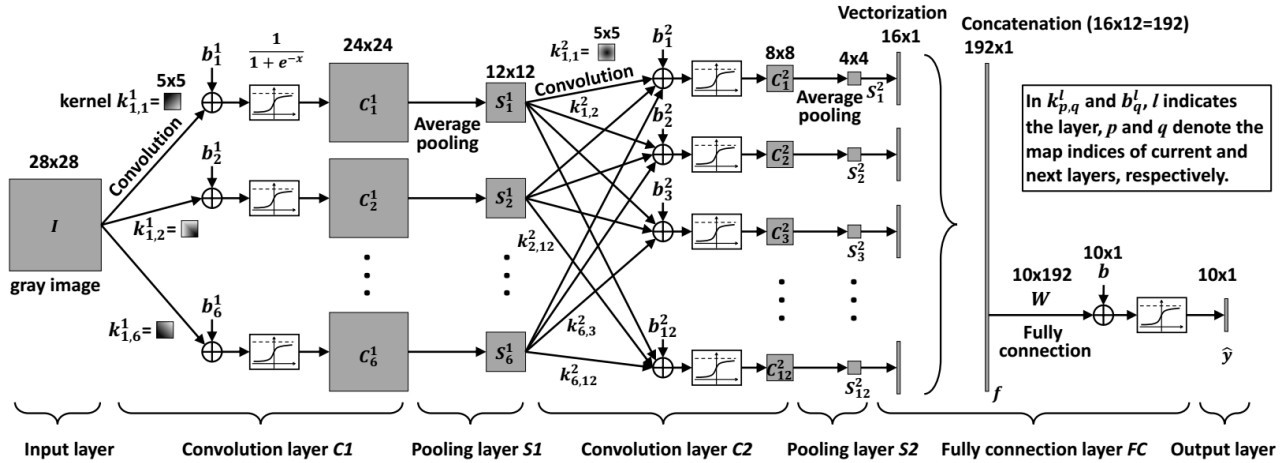 28x28
I
gray image
kernel k^1_{1,1}=
5x5
Convolution
k^1_{1,2}=
k^1_{1,6}=
b^1_1
b^1_2
b^1_6
1
1 + e^{-x}
24x24
C^1_1
C^1_2
C^1_6
Average
pooling
12x12
S^1_1
S^1_2
S^1_6
k^2_{1,1}=
5x5
Convolution
k^2_{1,2}
k^2_{2,12}
k^2_{6,3}
k^2_{6,12}
b^2_1
b^2_2
b^2_3
b^2_{12}
8x8
C^2_1
C^2_2
C^2_3
C^2_{12}
Average
pooling
4x4
S^2_1
S^2_2
S^2_3
S^2_{12}
Vectorization
16x1
Concatenation (16x12=192)
192x1
f
In k^l_{p,q} and b^l_q, l indicates
the layer, p and q denote the
map indices of current and
next layers, respectively.
10x192
W
Fully
connection
10x1
b
10x1
ŷ
Input layer
Convolution layer C1
Pooling layer S1
Convolution layer C2
Pooling layer S2
Fully connection layer FC
Output layer